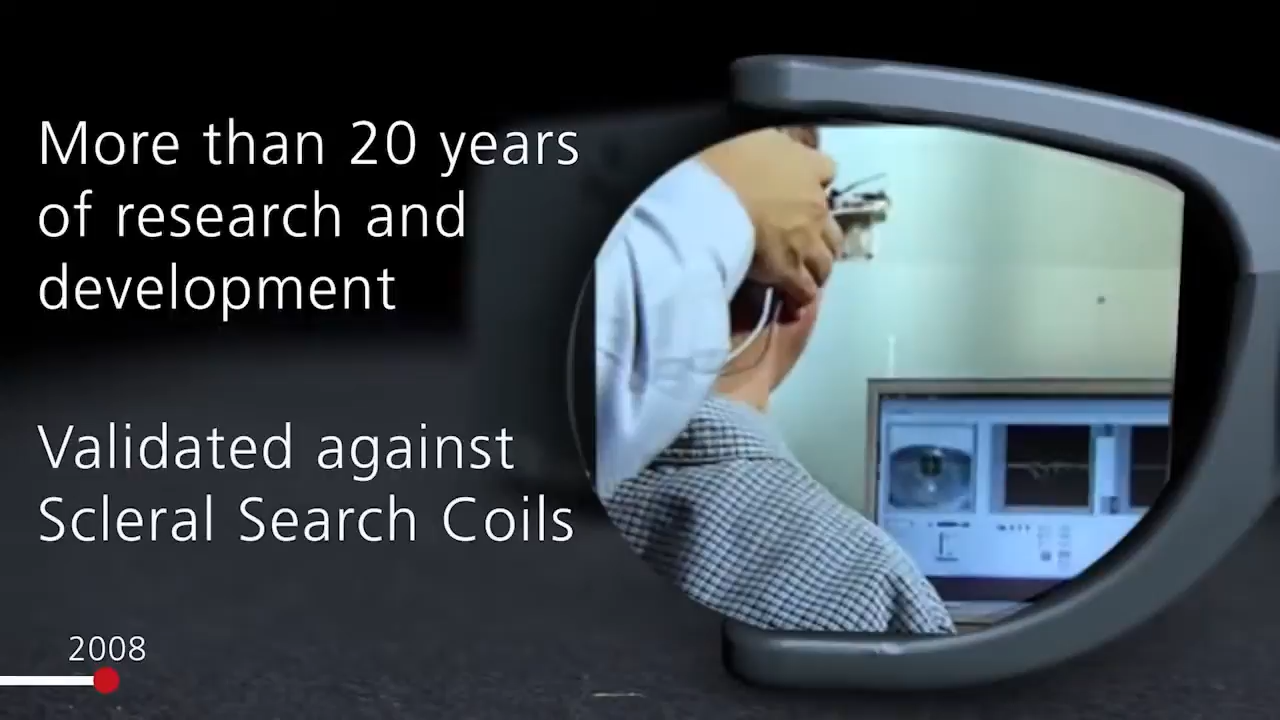 More than 20 years
of research and
development
Validated against
Scleral Search Coils
2008